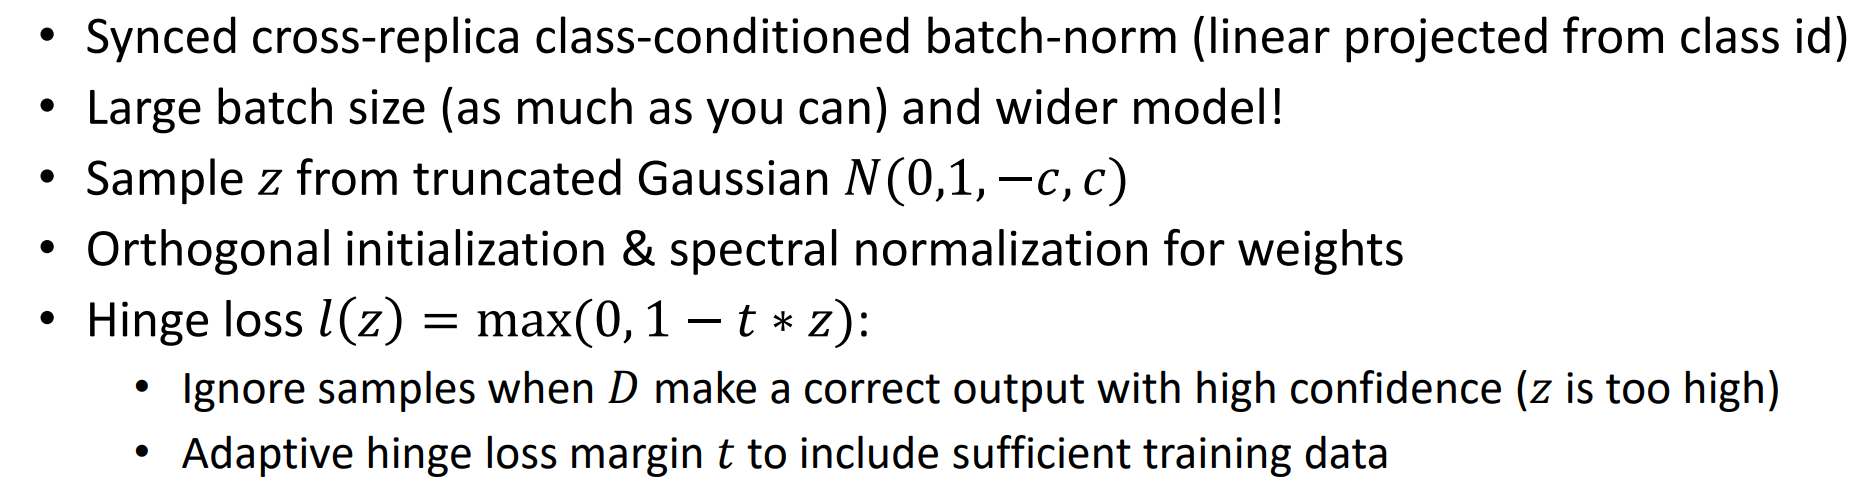 • Synced cross-replica class-conditioned batch-norm (linear projected from class id)
• Large batch size (as much as you can) and wider model!
• Sample z from truncated Gaussian N(0,1, −c, c)
• Orthogonal initialization & spectral normalization for weights
• Hinge loss l(z) = max(0, 1 − t ∗ z):
• Ignore samples when D make a correct output with high confidence (z is too high)
• Adaptive hinge loss margin t to include sufficient training data